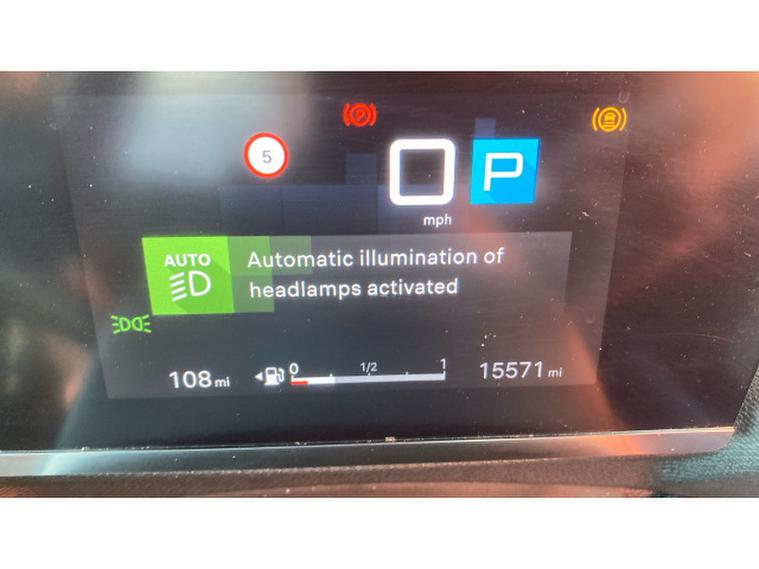 P
5
0
P
mph
AUTO
Automatic illumination of
headlamps activated
108 mi
0 1/2 1
15571 mi